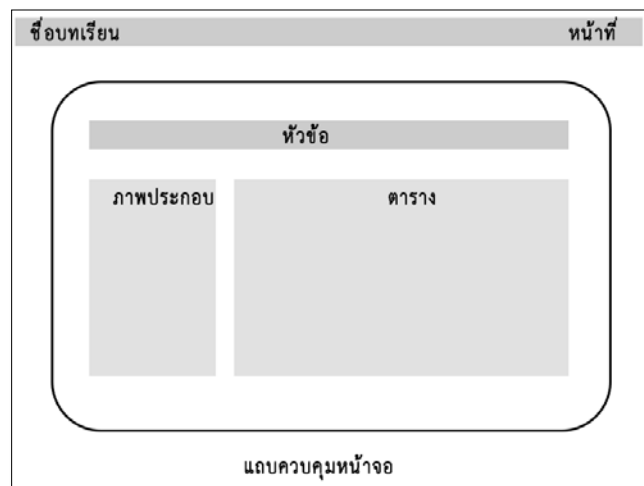 ชื่อบทเรียน หน้าที่
หัวข้อ
ภาพประกอบ ตาราง
แถบควบคุมหน้าจอ